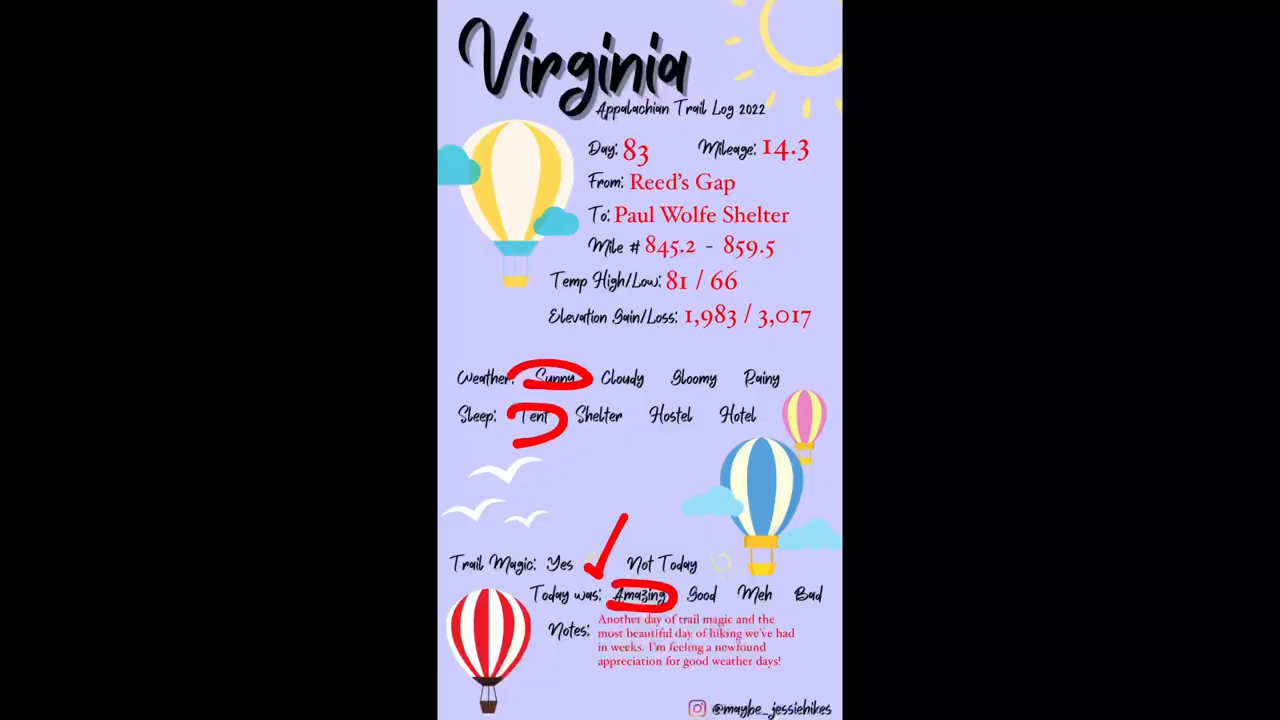 Virginia
Appalachian Trail Log 2022
Day: 83 Mileage: 14.3
From: Reed's Gap
To: Paul Wolfe Shelter
Mile # 845.2 - 859.5
Temp High/Low: 81 / 66
Elevation Gain/Loss: 1,983 / 3,017
Weather: Sunny Cloudy Gloomy Rainy
Sleep: Tent Shelter Hostel Hotel
Trail Magic: Yes Not Today
Today was: Amazing Good Meh Bad
Notes: Another day of trail magic and the
most beautiful day of hiking we've had
in weeks. I'm feeling a newfound
appreciation for good weather days!
@maybe_jessiehikes